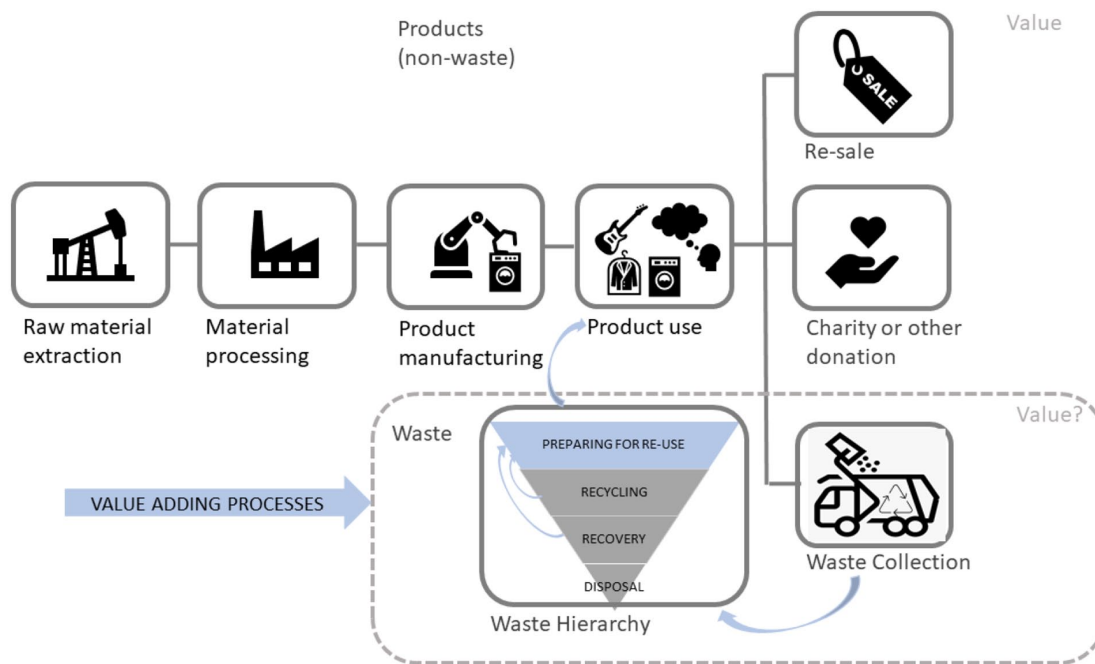 Products
(non-waste)
Value
SALE
Re-sale
Raw material
extraction
Material
processing
Product
manufacturing
Product use
Charity or other
donation
Waste
Value?
PREPARING FOR RE-USE
RECYCLING
RECOVERY
DISPOSAL
VALUE ADDING PROCESSES
Waste Collection
Waste Hierarchy